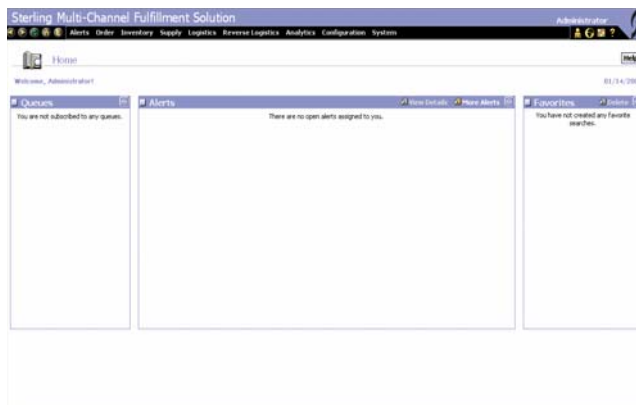 Sterling Multi-Channel Fulfillment Solution
Administrator
Alerts Order Inventory Supply Logistics Reverse Logistics Analytics Configuration System
Home
Help
Welcome, Administrator!
Queues
You are not subscribed to any queues.
Alerts
View Details More Alerts
There are no open alerts assigned to you.
Favorites
Delete
You have not created any favorite
searches.